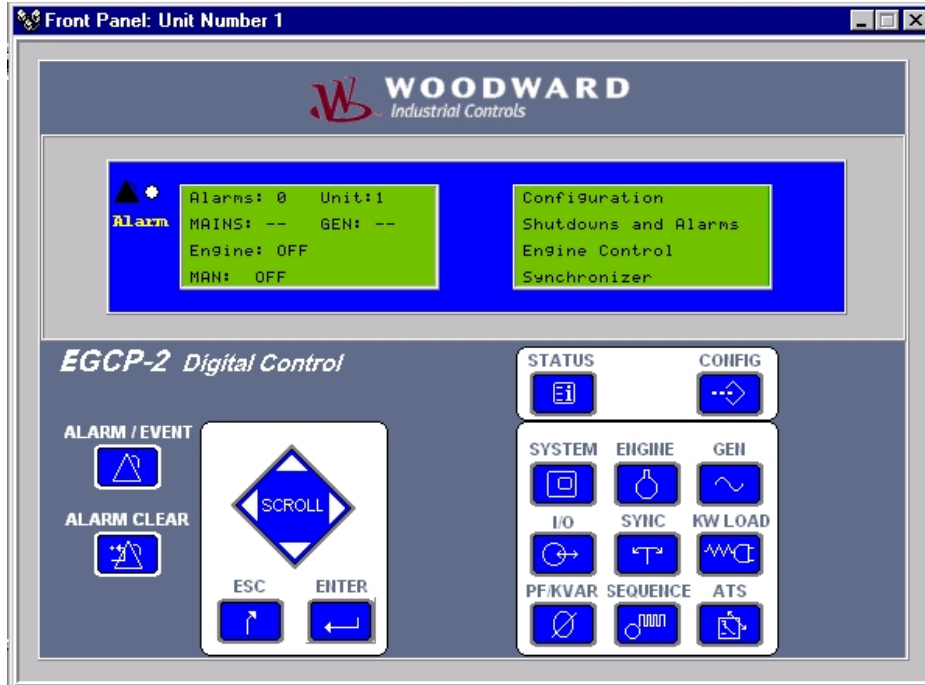 Front Panel: Unit Number 1
WOODWARD
Industrial Controls
Alarm
Alarms: 0 Unit:1
MAINS: -- GEN: --
Engine: OFF
MAN: OFF
Configuration
Shutdowns and Alarms
Engine Control
Synchronizer
EGCP-2 Digital Control
STATUS CONFIG
ALARM / EVENT
SYSTEM ENGINE GEN
SCROLL
ALARM CLEAR
I/O SYNC KW LOAD
ESC ENTER
PF/KVAR SEQUENCE ATS